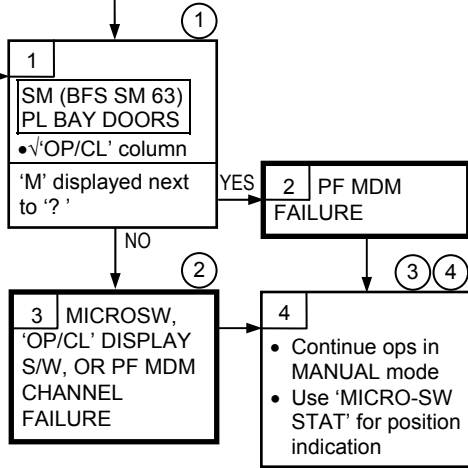 1
1
SM (BFS SM 63)
PL BAY DOORS
•√‘OP/CL’ column
‘M’ displayed next
to ‘? ’
YES
2 PF MDM
FAILURE
NO
2
3 MICROSW,
‘OP/CL’ DISPLAY
S/W, OR PF MDM
CHANNEL
FAILURE
3 4
4
• Continue ops in
MANUAL mode
• Use ‘MICRO-SW
STAT’ for position
indication